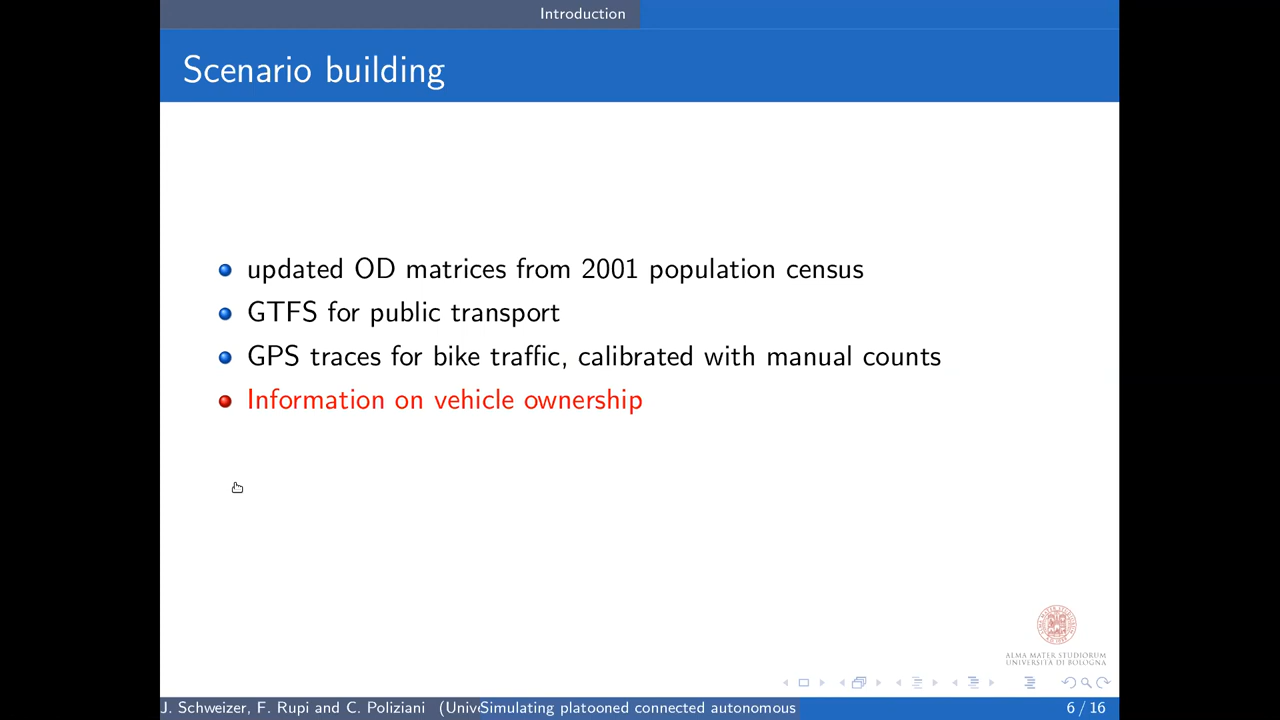 Introduction
Scenario building
updated OD matrices from 2001 population census
GTFS for public transport
GPS traces for bike traffic, calibrated with manual counts
Information on vehicle ownership
ALMA MATER STUDIORUM
UNIVERSITÀ DI BOLOGNA
J. Schweizer, F. Rupi and C. Poliziani (Unive
Simulating platooned connected autonomous
6 / 16